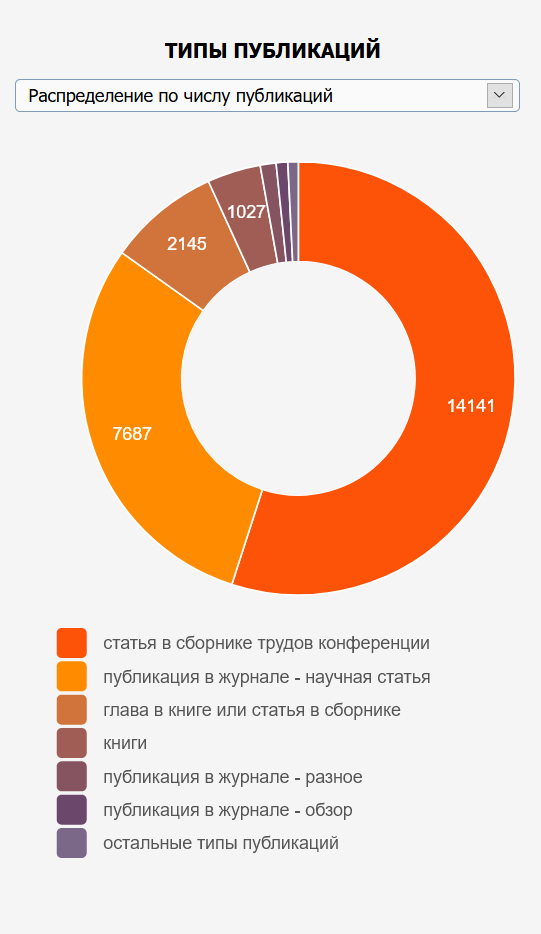 ТИПЫ ПУБЛИКАЦИЙ
Распределение по числу публикаций
1027
2145
14141
7687
статья в сборнике трудов конференции
публикация в журнале - научная статья
глава в книге или статья в сборнике
книги
публикация в журнале - разное
публикация в журнале - обзор
остальные типы публикаций